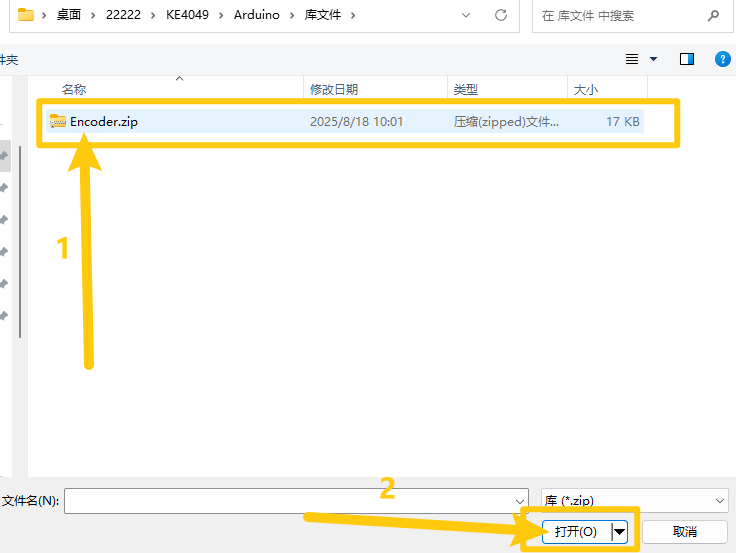 桌面 > 22222 > KE4049 > Arduino > 库文件 >
在 库文件 中搜索
件夹
?
名称 修改日期 类型 大小
Encoder.zip 2025/8/18 10:01 压缩(zipped)文件... 17 KB
1
2
文件名(N): 库 (*.zip)
打开(O) 取消